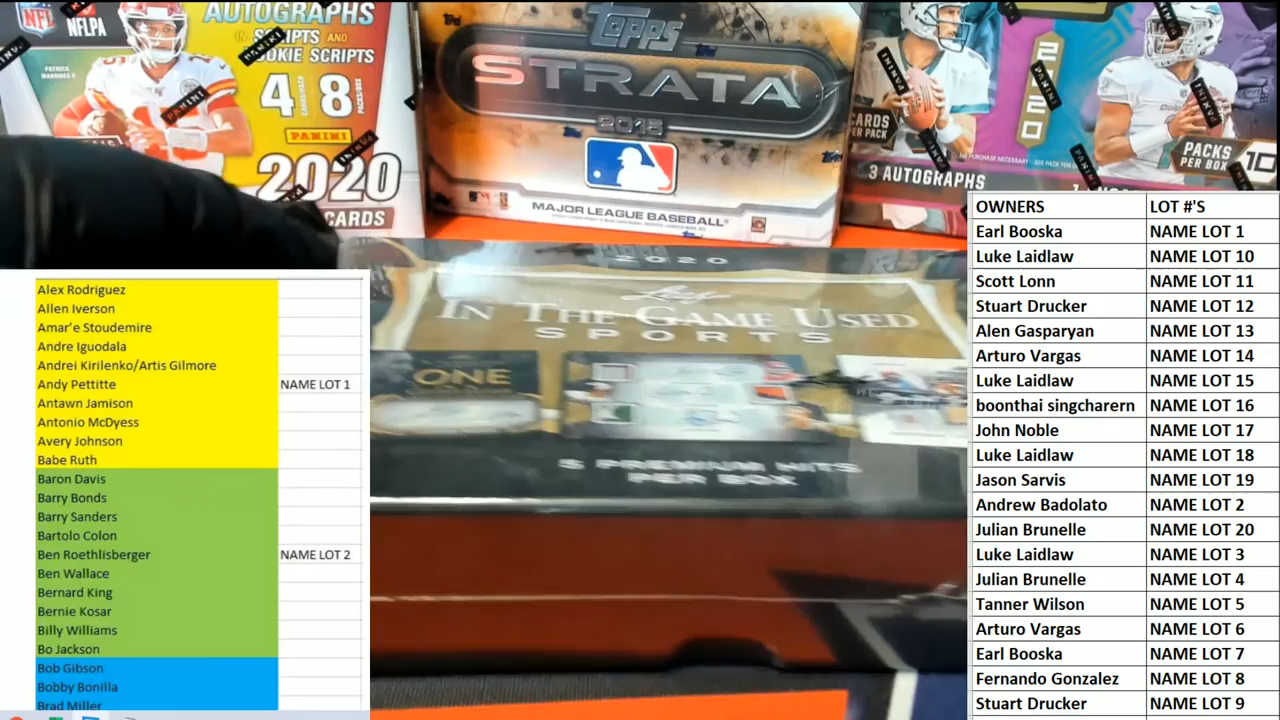 NFL
NFLPA
AUTOGRAPHS
SCRIPTS AND
ROOKIE SCRIPTS
4 8
PANINI
2020
CARDS
Topps
STRATA
2015
MAJOR LEAGUE BASEBALL
2020
CARDS
PER PACK
3 AUTOGRAPHS
PACKS
PER BOX 10
2020
Leaf
IN THE GAME USED
SPORTS
ONE
5 PREMIUM HITS
PER BOX
Alex Rodriguez
Allen Iverson
Amar'e Stoudemire
Andre Iguodala
Andrei Kirilenko/Artis Gilmore
Andy Pettitte NAME LOT 1
Antawn Jamison
Antonio McDyess
Avery Johnson
Babe Ruth
Baron Davis
Barry Bonds
Barry Sanders
Bartolo Colon
Ben Roethlisberger NAME LOT 2
Ben Wallace
Bernard King
Bernie Kosar
Billy Williams
Bo Jackson
Bob Gibson
Bobby Bonilla
Brad Miller
OWNERS LOT #'S
Earl Booska NAME LOT 1
Luke Laidlaw NAME LOT 10
Scott Lonn NAME LOT 11
Stuart Drucker NAME LOT 12
Alen Gasparyan NAME LOT 13
Arturo Vargas NAME LOT 14
Luke Laidlaw NAME LOT 15
boonthai singcharern NAME LOT 16
John Noble NAME LOT 17
Luke Laidlaw NAME LOT 18
Jason Sarvis NAME LOT 19
Andrew Badolato NAME LOT 2
Julian Brunelle NAME LOT 20
Luke Laidlaw NAME LOT 3
Julian Brunelle NAME LOT 4
Tanner Wilson NAME LOT 5
Arturo Vargas NAME LOT 6
Earl Booska NAME LOT 7
Fernando Gonzalez NAME LOT 8
Stuart Drucker NAME LOT 9